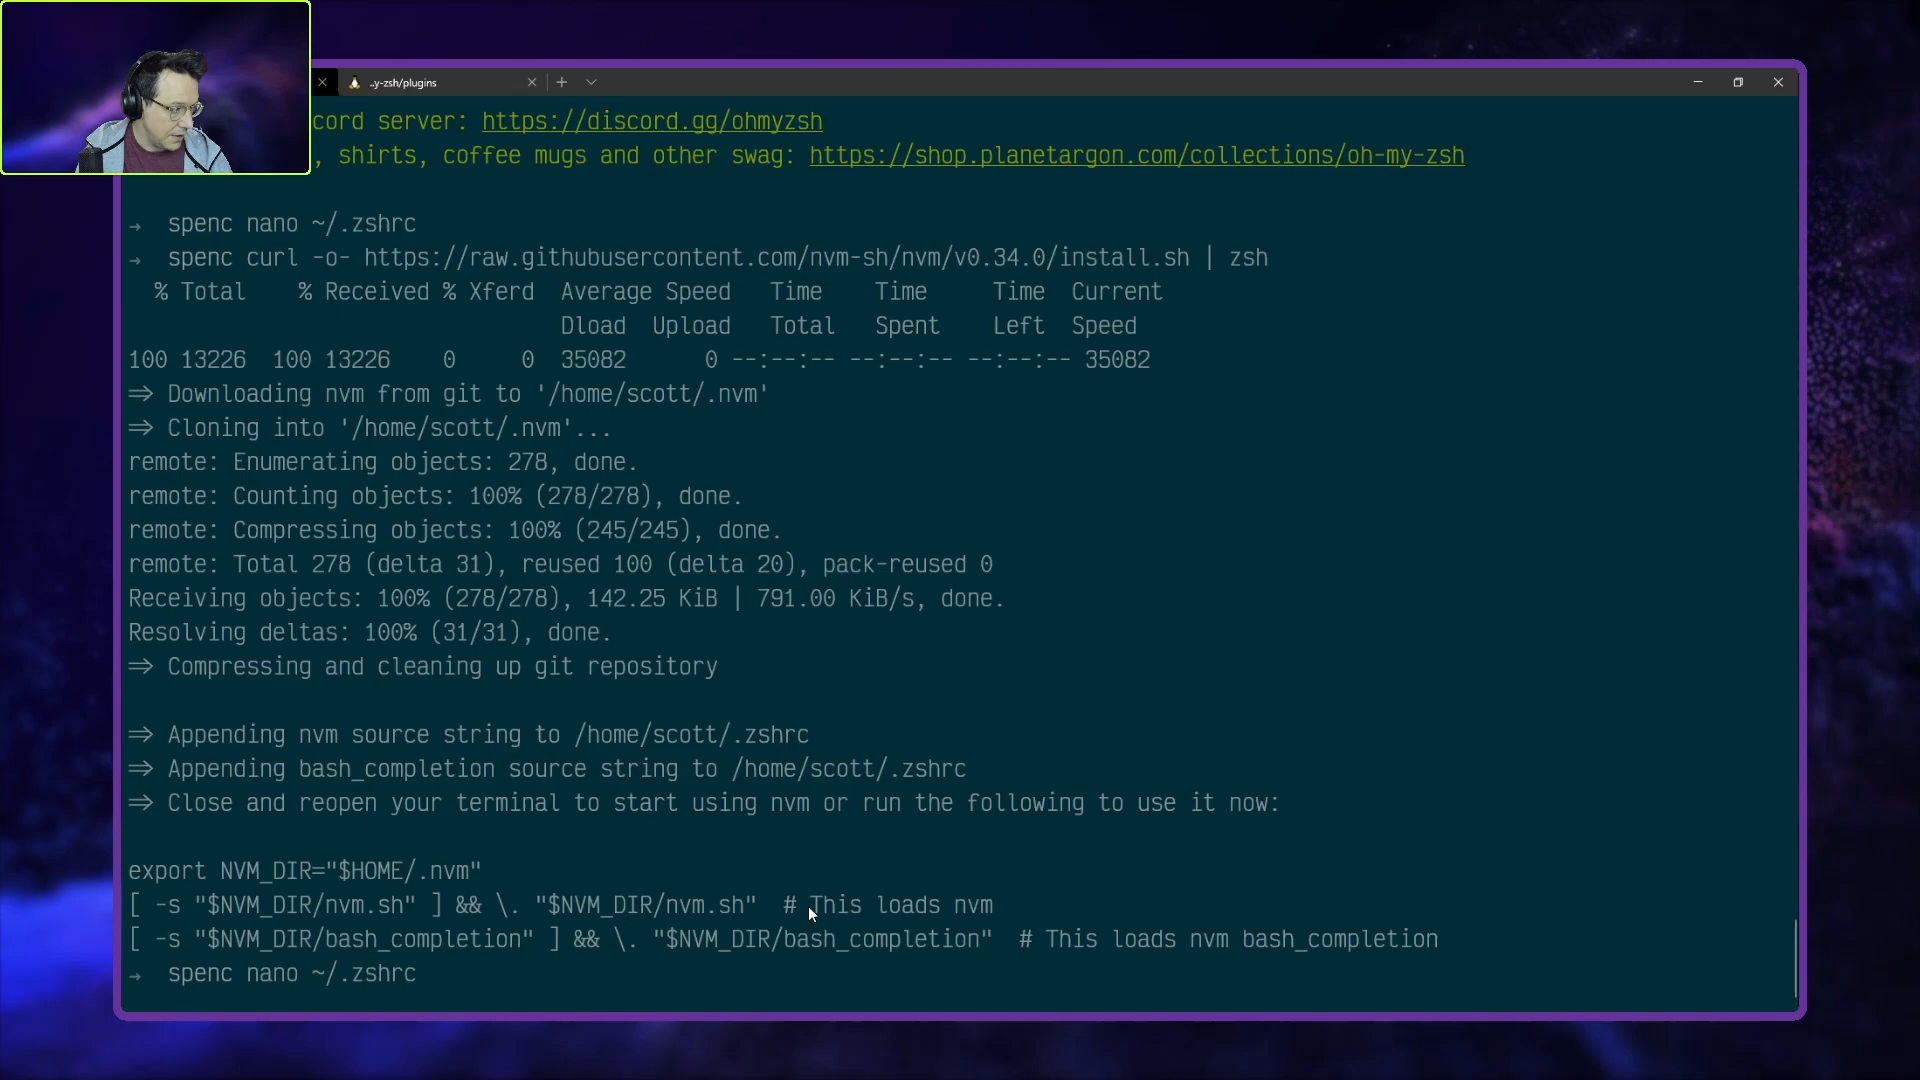 ..y-zsh/plugins
cord server: https://discord.gg/ohmyzsh
, shirts, coffee mugs and other swag: https://shop.planetargon.com/collections/oh-my-zsh
→ spenc nano ~/.zshrc
→ spenc curl -o- https://raw.githubusercontent.com/nvm-sh/nvm/v0.34.0/install.sh | zsh
% Total % Received % Xferd Average Speed Time Time Time Current
Dload Upload Total Spent Left Speed
100 13226 100 13226 0 0 35082 0 --:--:-- --:--:-- --:--:-- 35082
=> Downloading nvm from git to '/home/scott/.nvm'
=> Cloning into '/home/scott/.nvm'...
remote: Enumerating objects: 278, done.
remote: Counting objects: 100% (278/278), done.
remote: Compressing objects: 100% (245/245), done.
remote: Total 278 (delta 31), reused 100 (delta 20), pack-reused 0
Receiving objects: 100% (278/278), 142.25 KiB | 791.00 KiB/s, done.
Resolving deltas: 100% (31/31), done.
=> Compressing and cleaning up git repository
=> Appending nvm source string to /home/scott/.zshrc
=> Appending bash_completion source string to /home/scott/.zshrc
=> Close and reopen your terminal to start using nvm or run the following to use it now:
export NVM_DIR="$HOME/.nvm"
[ -s "$NVM_DIR/nvm.sh" ] && \. "$NVM_DIR/nvm.sh"  # This loads nvm
[ -s "$NVM_DIR/bash_completion" ] && \. "$NVM_DIR/bash_completion"  # This loads nvm bash_completion
→ spenc nano ~/.zshrc